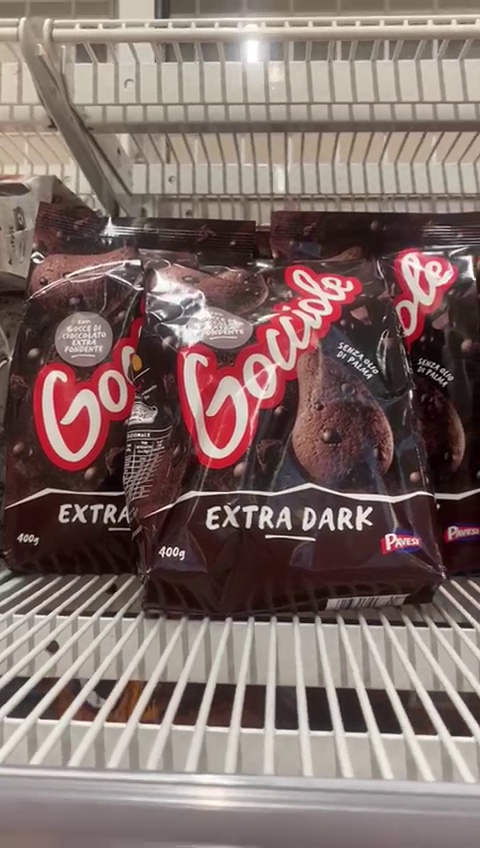 con
GOCCE DI
CIOCCOLATO
EXTRA
FONDENTE
Go
EXTRA
400g
FONDENTE
Gocciole
SENZA OLIO
DI PALMA
EXTRA DARK
400g
PAVESI
ole
SENZA OLIO
DI PALMA
PAVESI